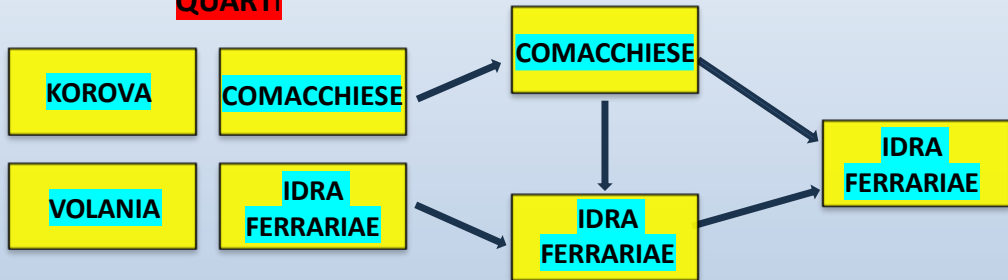 QUARTI
KOROVA
COMACCHIESE
COMACCHIESE
VOLANIA
IDRA
FERRARIAE
IDRA
FERRARIAE
IDRA
FERRARIAE